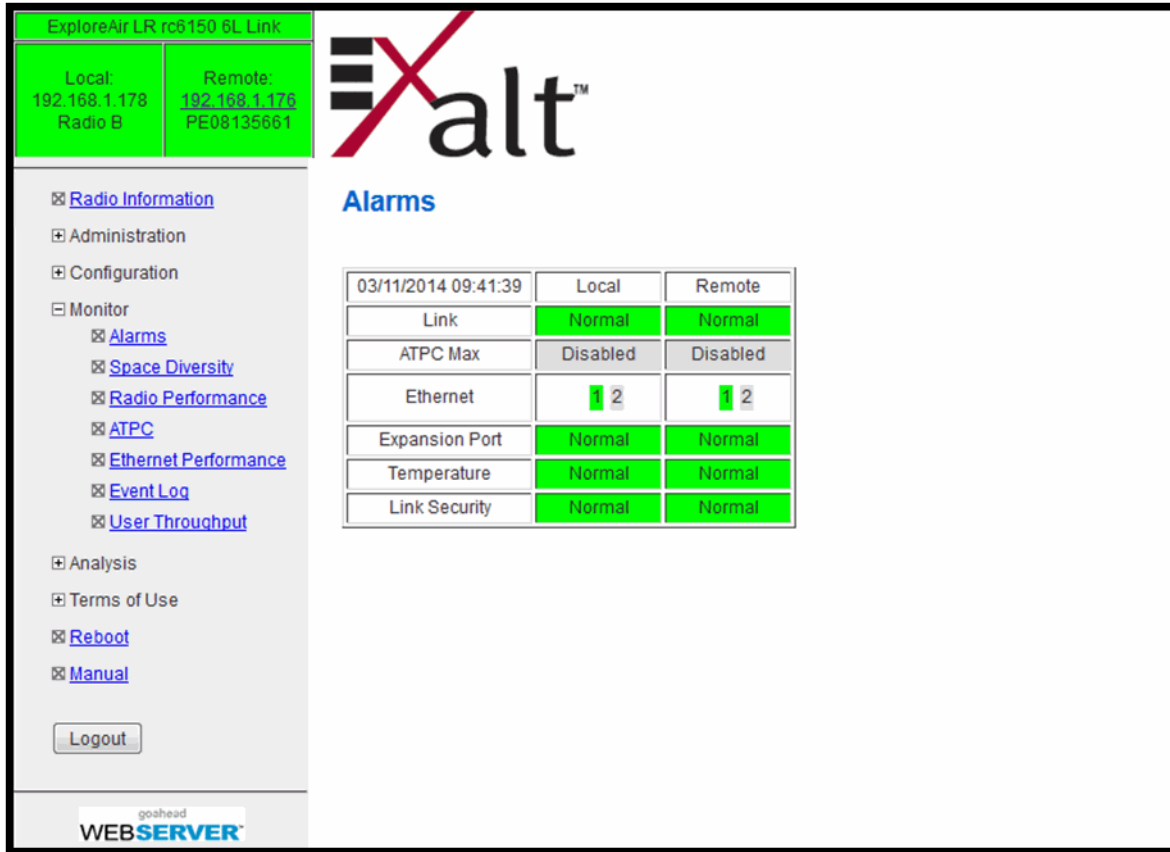 ExploreAir LR rc6150 6L Link
Local:
192.168.1.178
Radio B
Remote:
192.168.1.176
PE08135661
EXalt™
Radio Information
Administration
Configuration
Monitor
Alarms
Space Diversity
Radio Performance
ATPC
Ethernet Performance
Event Log
User Throughput
Analysis
Terms of Use
Reboot
Manual
Logout
goahead
WEBSERVER™
Alarms
03/11/2014 09:41:39 Local Remote
Link Normal Normal
ATPC Max Disabled Disabled
Ethernet 1 2 1 2
Expansion Port Normal Normal
Temperature Normal Normal
Link Security Normal Normal